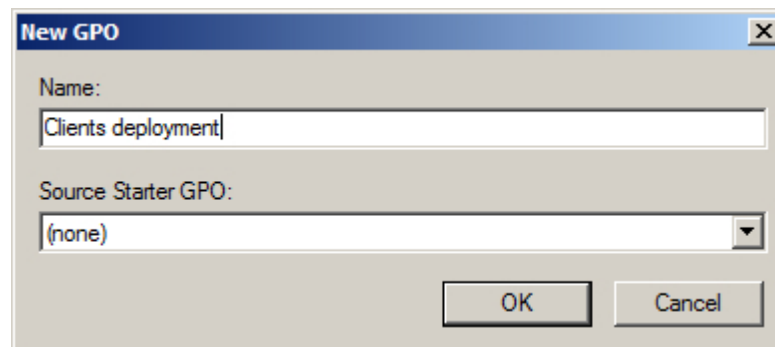 New GPO
Name:
Clients deployment
Source Starter GPO:
(none)
OK Cancel